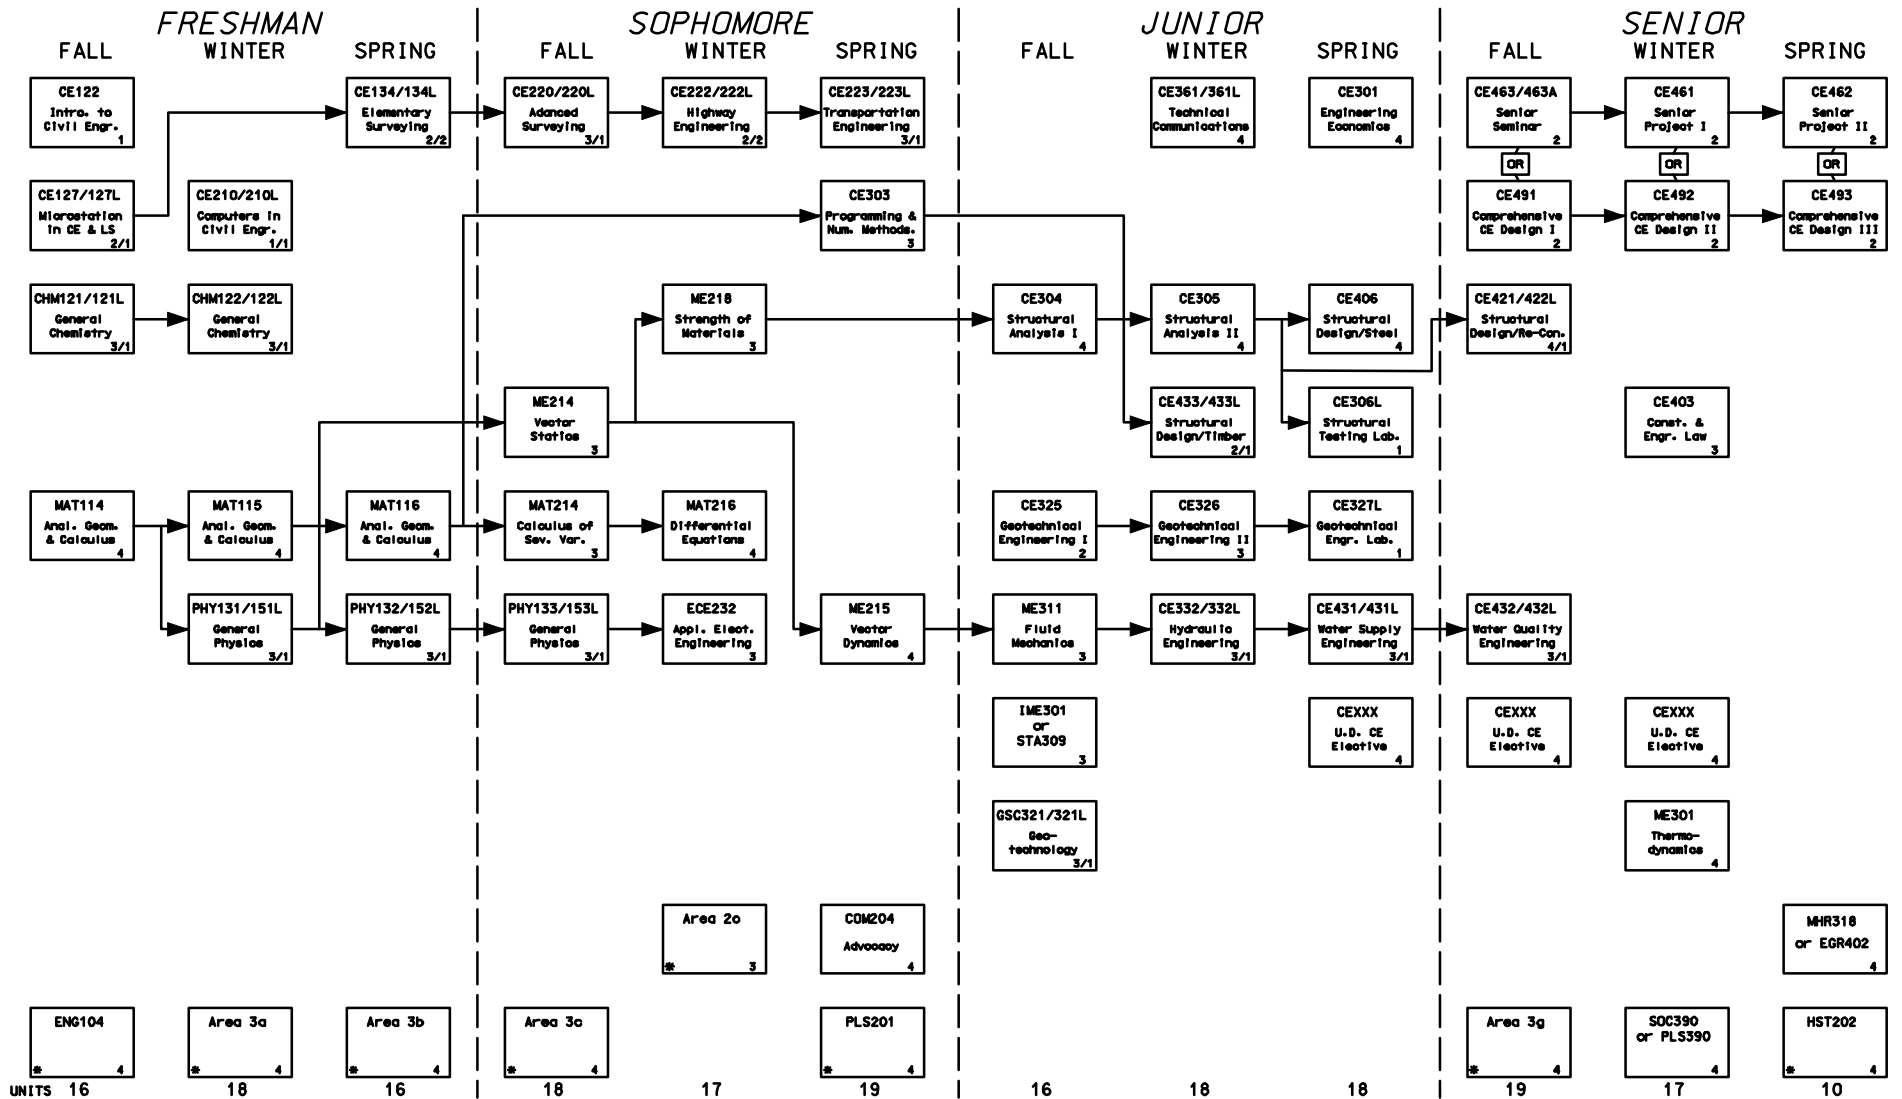 FRESHMAN
SOPHOMORE
JUNIOR
SENIOR
FALL
WINTER
SPRING
FALL
WINTER
SPRING
FALL
WINTER
SPRING
FALL
WINTER
SPRING
CE122
Intro. to
Civil Engr.
1
CE134/134L
Elementary
Surveying
2/2
CE220/220L
Adanced
Surveying
3/1
CE222/222L
Highway
Engineering
2/2
CE223/223L
Transportation
Engineering
3/1
CE361/361L
Technical
Communications
4
CE301
Engineering
Economics
4
CE463/463A
Senior
Seminar
2
CE461
Senior
Project I
2
CE462
Senior
Project II
2
OR
OR
OR
CE127/127L
Microstation
in CE & LS
2/1
CE210/210L
Computers in
Civil Engr.
1/1
CE303
Programming &
Num. Methods.
3
CE491
Comprehensive
CE Design I
2
CE492
Comprehensive
CE Design II
2
CE493
Comprehensive
CE Design III
2
CHM121/121L
General
Chemistry
3/1
CHM122/122L
General
Chemistry
3/1
ME218
Strength of
Materials
3
CE304
Structural
Analysis I
4
CE305
Structural
Analysis II
4
CE406
Structural
Design/Steel
4
CE421/422L
Structural
Design/Re-Con.
4/1
ME214
Vector
Statics
3
CE433/433L
Structural
Design/Timber
2/1
CE306L
Structural
Testing Lab.
1
CE403
Const. &
Engr. Law
3
MAT114
Anal. Geom.
& Calculus
4
MAT115
Anal. Geom.
& Calculus
4
MAT116
Anal. Geom.
& Calculus
4
MAT214
Calculus of
Sev. Var.
3
MAT216
Differential
Equations
4
CE325
Geotechnical
Engineering I
2
CE326
Geotechnical
Engineering II
3
CE327L
Geotechnical
Engr. Lab.
1
PHY131/151L
General
Physics
3/1
PHY132/152L
General
Physics
3/1
PHY133/153L
General
Physics
3/1
ECE232
Appl. Elect.
Engineering
3
ME215
Vector
Dynamics
4
ME311
Fluid
Mechanics
3
CE332/332L
Hydraulic
Engineering
3/1
CE431/431L
Water Supply
Engineering
3/1
CE432/432L
Water Quality
Engineering
3/1
IME301
or
STA309
3
CEXXX
U.D. CE
Elective
4
CEXXX
U.D. CE
Elective
4
CEXXX
U.D. CE
Elective
4
GSC321/321L
Geo-
technology
3/1
ME301
Thermo-
dynamics
4
Area 2c
* 3
COM204
Advocacy
4
MHR318
or EGR402
4
ENG104
* 4
Area 3a
* 4
Area 3b
* 4
Area 3c
* 4
PLS201
* 4
Area 3g
* 4
SOC390
or PLS390
4
HST202
* 4
UNITS 16 18 16 18 17 19 16 18 18 19 17 10